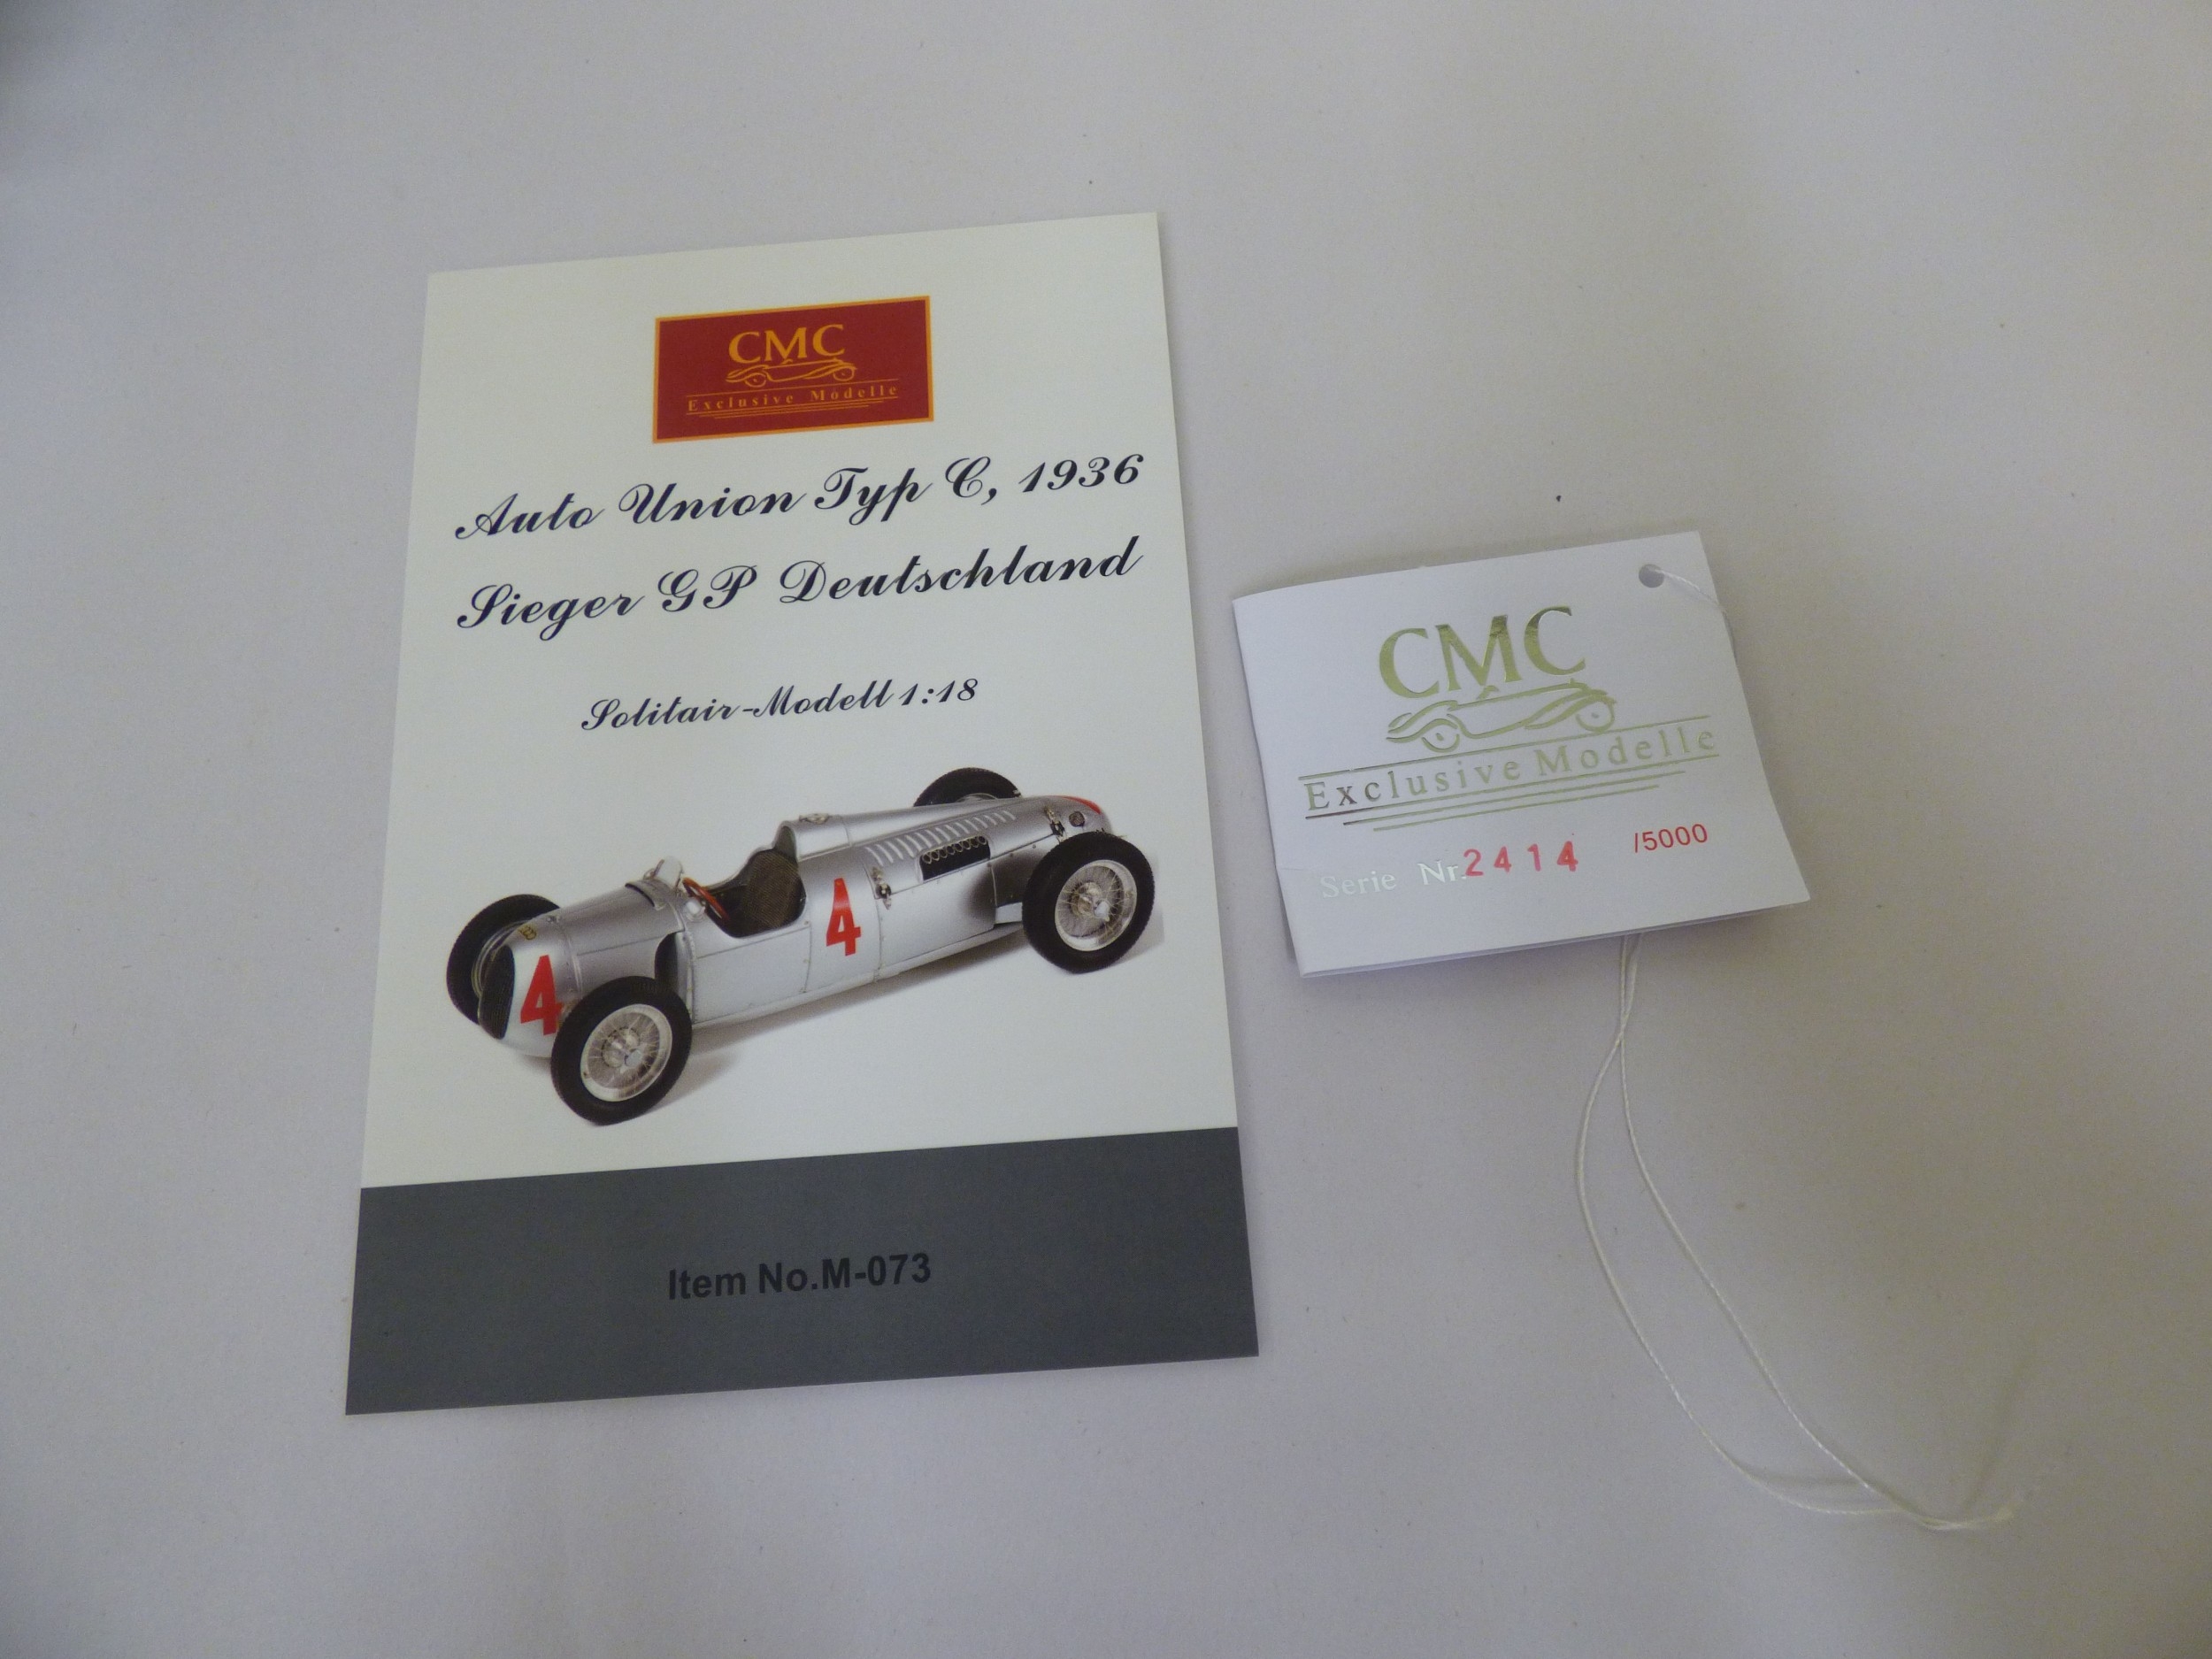 CMC
Exclusive Modelle
Auto Union Typ C, 1936
Sieger GP Deutschland
Solitair-Modell 1:18
4
4
Item No.M-073
CMC
Exclusive Modelle
Serie Nr.2414 /5000